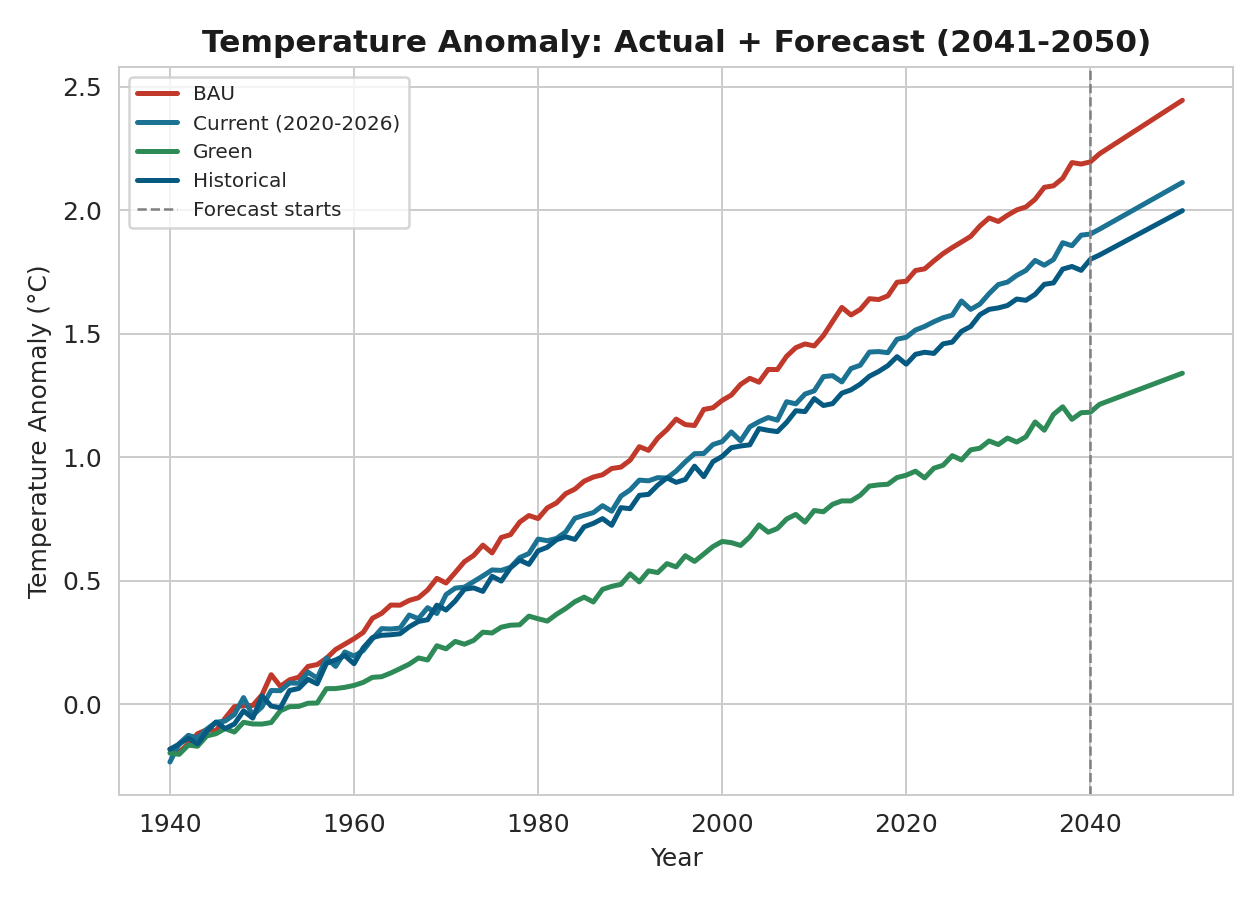 Temperature Anomaly: Actual + Forecast (2041-2050)
BAU
Current (2020-2026)
Green
Historical
Forecast starts
Temperature Anomaly (°C)
2.5
2.0
1.5
1.0
0.5
0.0
1940 1960 1980 2000 2020 2040
Year